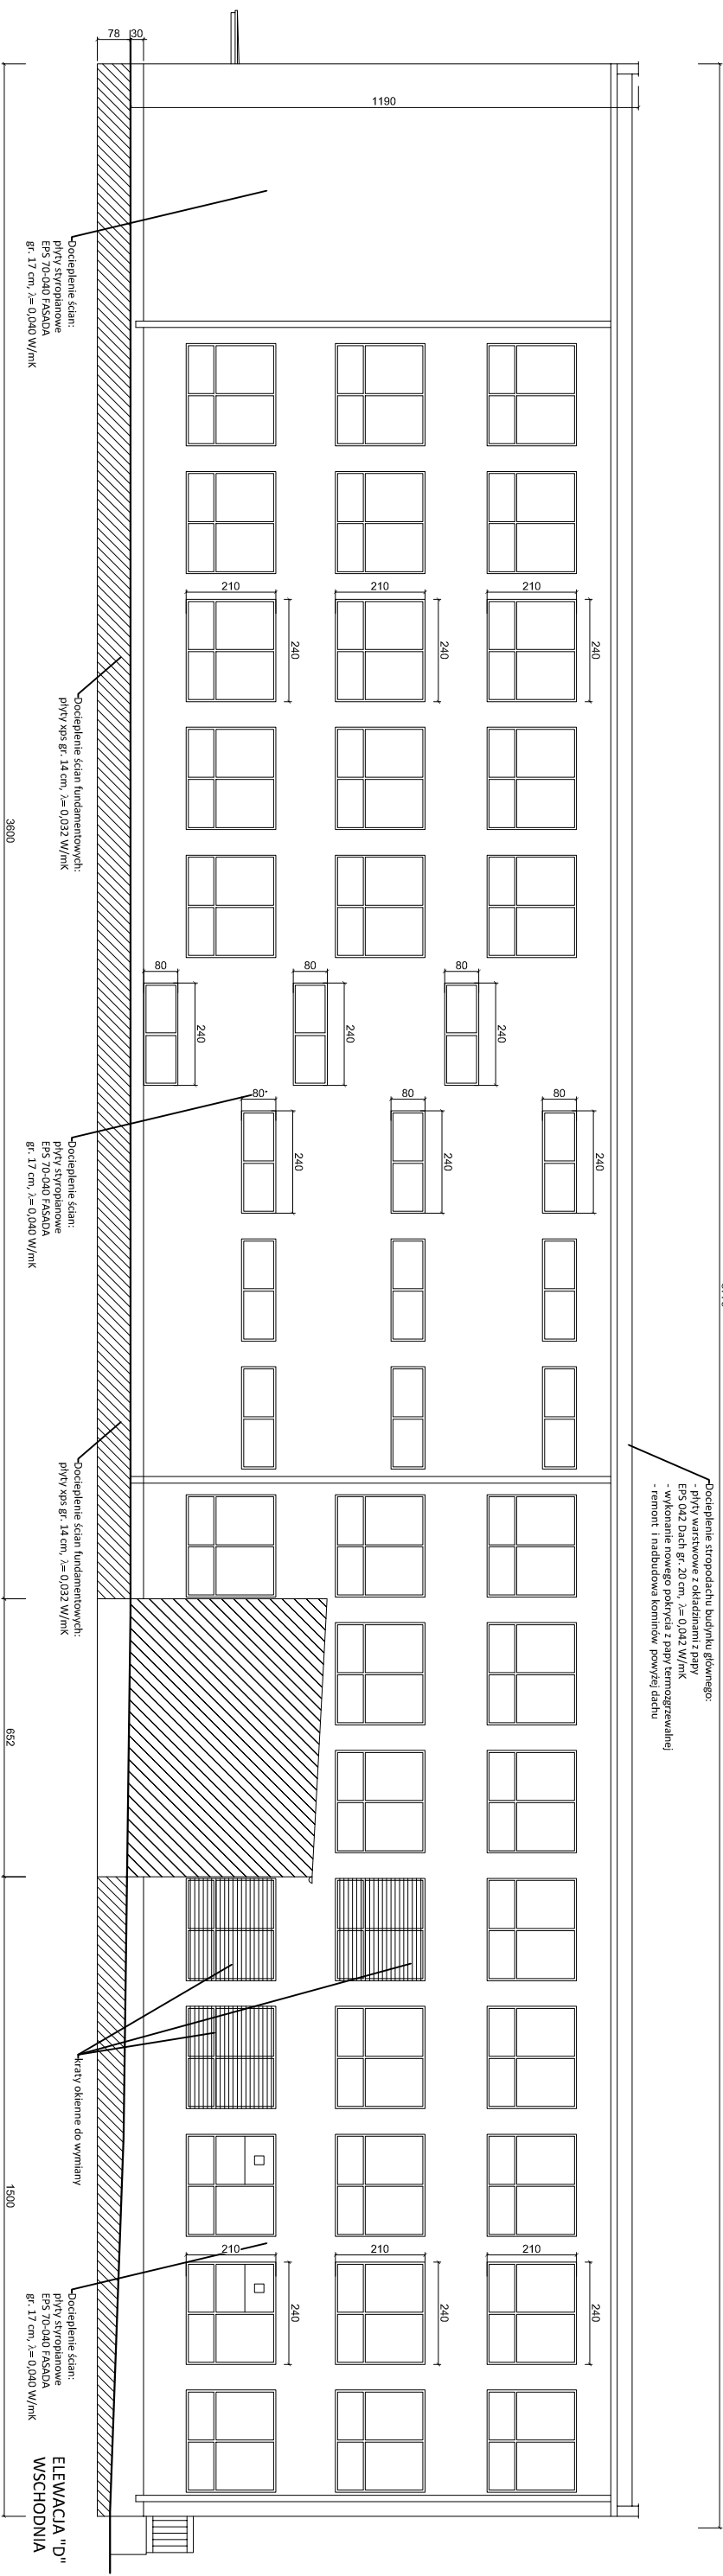 Docieplenie stropodachu budynku głównego:
- płyty warstwowe z okładzinami z papy
EPS 042 Dach gr. 20 cm, λ= 0,042 W/mK
- wykonanie nowego pokrycia z papy termozgrzewalnej
- remont i nadbudowa kominów powyżej dachu
78
30
1190
210
240
210
240
210
240
80
240
80
240
80
240
80
240
80
240
80
240
210
240
210
240
210
240
Docieplenie ścian:
płyty styropianowe
EPS 70-040 FASADA
gr. 17 cm, λ= 0,040 W/mK
Docieplenie ścian fundamentowych:
płyty xps gr. 14 cm, λ= 0,032 W/mK
Docieplenie ścian:
płyty styropianowe
EPS 70-040 FASADA
gr. 17 cm, λ= 0,040 W/mK
Docieplenie ścian fundamentowych:
płyty xps gr. 14 cm, λ= 0,032 W/mK
kraty okienne do wymiany
Docieplenie ścian:
płyty styropianowe
EPS 70-040 FASADA
gr. 17 cm, λ= 0,040 W/mK
3600
652
1500
ELEWACJA "D"
WSCHODNIA